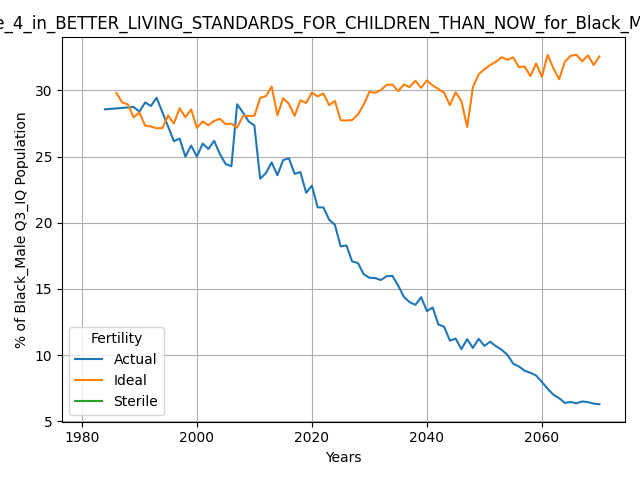 _4_in_BETTER_LIVING_STANDARDS_FOR_CHILDREN_THAN_NOW_for_Black_M
% of Black_Male Q3_IQ Population
30
25
20
15
10
5
Fertility
Actual
Ideal
Sterile
1980 2000 2020 2040 2060
Years